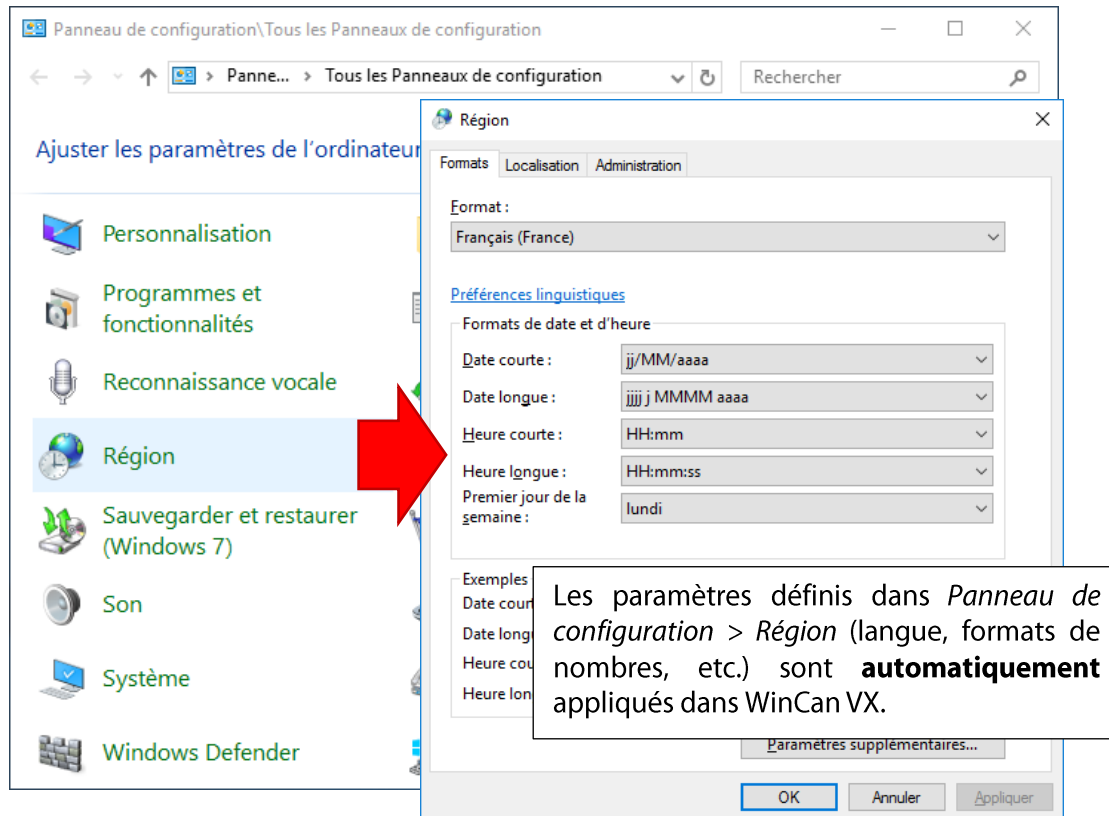 Panneau de configuration\Tous les Panneaux de configuration
Panne... > Tous les Panneaux de configuration
Rechercher
Ajuster les paramètres de l'ordinateur
Personnalisation
Programmes et
fonctionnalités
Reconnaissance vocale
Région
Sauvegarder et restaurer
(Windows 7)
Son
Système
Windows Defender
Région
Formats Localisation Administration
Format :
Français (France)
Préférences linguistiques
Formats de date et d'heure
Date courte : jj/MM/aaaa
Date longue : jjjj j MMMM aaaa
Heure courte : HH:mm
Heure longue : HH:mm:ss
Premier jour de la
semaine : lundi
Exemples
Date court
Date long
Heure cou
Heure lon
Les paramètres définis dans Panneau de
configuration > Région (langue, formats de
nombres, etc.) sont automatiquement
appliqués dans WinCan VX.
Paramètres supplémentaires...
OK Annuler Appliquer